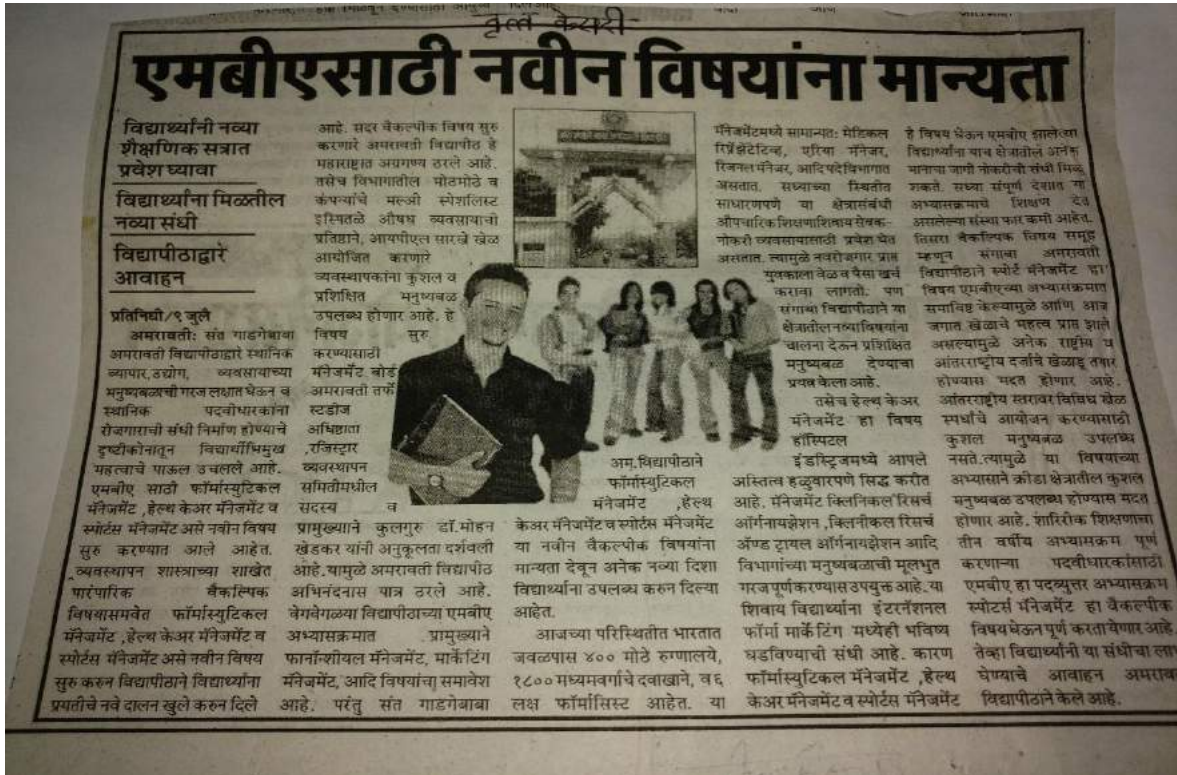 वृत्त केसरी
एमबीएसाठी नवीन विषयांना मान्यता
विद्यार्थ्यांनी नव्या
शैक्षणिक सत्रात
प्रवेश घ्यावा
विद्यार्थ्यांना मिळतील
नव्या संधी
विद्यापीठाद्वारे
आवाहन
प्रतिनिधी/९ जुलै
अमरावती: संत गाडगेबाबा
अमरावती विद्यापीठाद्वारे स्थानिक
व्यापार,उद्योग, व्यवसायाच्या
मनुष्यबळाची गरज लक्षात घेऊन व
स्थानिक पदवीधारकांना
रोजगाराची संधी निर्माण होण्याचे
दृष्टीकोनातून विद्यार्थीभिमुख
महत्वाचे पाऊल उचलले आहे.
एमबीए साठी फॉर्मास्युटिकल
मॅनेजमेंट ,हेल्थ केअर मॅनेजमेंट व
स्पोर्टस मॅनेजमेंट असे नवीन विषय
सुरु करण्यात आले आहेत.
व्यवस्थापन शास्त्राच्या शाखेत
पारंपारिक वैकल्पिक
विषयासमवेत फॉर्मास्युटिकल
मॅनेजमेंट ,हेल्थ केअर मॅनेजमेंट व
स्पोर्टस मॅनेजमेंट असे नवीन विषय
सुरु करुन विद्यापीठाने विद्यार्थ्यांना
प्रगतीचे नवे दालन खुले करुन दिले
आहे. सदर वैकल्पीक विषय सुरु
करणारे अमरावती विद्यापीठ हे
महाराष्टात अग्रगण्य ठरले आहे.
तसेच विभागातील मोठमोठे व
कंपन्यांचे मल्टी स्पेशॅलिस्ट
इस्पितळे औषध व्यवसायाची
प्रतिष्ठाने, आयपीएल सारखे खेळ
आयोजित करणारे
व्यवस्थापकांना कुशल व
प्रशिक्षित मनुष्यबळ
उपलब्ध होणार आहे. हे
विषय सुरु
करण्यासाठी
मॅनेजमेंट बोर्ड
अमरावती तर्फे
स्टडीज
अधिष्ठाता
,रजिस्ट्रार
व्यवस्थापन
समितीमधील
सदस्य व
प्रामुख्याने कुलगुरु डॉ.मोहन
खेडकर यांनी अनुकूलता दर्शवली
आहे.यामुळे अमरावती विद्यापीठ
अभिनंदनास पात्र ठरले आहे.
वेगवेगळ्या विद्यापीठाच्या एमबीए
अभ्यासक्रमात प्रामुख्याने
फानॉन्शीयल मॅनेजमेंट, मार्केटिंग
मॅनेजमेंट, आदि विषयांचा समावेश
आहे. परंतु संत गाडगेबाबा
अम.विद्यापीठाने
फॉर्मास्युटिकल
मॅनेजमेंट ,हेल्थ
केअर मॅनेजमेंट व स्पोर्टस मॅनेजमेंट
या नवीन वैकल्पीक विषयांना
मान्यता देवून अनेक नव्या दिशा
विद्यार्थ्यांना उपलब्ध करुन दिल्या
आहेत.
आजच्या परिस्थितीत भारतात
जवळपास ४०० मोठे रुग्णालये,
१८०० मध्यमवर्गाचे दवाखाने, व ६
लक्ष फॉर्मासिस्ट आहेत. या
मॅनेजमेंटमध्ये सामान्यत: मेडिकल
रिप्रेझेंटेटिव्ह, एरिया मॅनेजर,
रिजनल मॅनेजर, आदि पदे विभागात
असतात. सध्याच्या स्थितीत
साधारणपणे या क्षेत्रासंबंधी
औपचारिक शिक्षणाशिवाय सेवक-
नोकरी व्यवसायासाठी प्रवेश घेत
असतात. त्यामुळे नवरोजगार प्राप्त
युवकाला वेळ व पैसा खर्च
करावा लागतो. पण
संगाबा विद्यापीठाने या
क्षेत्रातील नव्या विषयांना
चालना देऊन प्रशिक्षित
मनुष्यबळ देण्याचा
प्रयत्न केला आहे.
तसेच हेल्थ केअर
मॅनेजमेंट हा विषय
हॉस्पिटल
इंडस्ट्रिजमध्ये आपले
अस्तित्व हळुवारपणे सिद्ध करीत
आहे. मॅनेजमेंट क्लिनिकल रिसर्च
ऑर्गनायझेशन ,क्लिनीकल रिसर्च
अॅण्ड ट्रायल ऑर्गनायझेशन आदि
विभागांच्या मनुष्यबळाची मूलभुत
गरज पूर्ण करण्यास उपयुक्त आहे. या
शिवाय विद्यार्थ्यांना इंटरनॅशनल
फॉर्मा मार्केटिंग मध्येही भविष्य
घडविण्याची संधी आहे. कारण
फॉर्मास्युटिकल मॅनेजमेंट ,हेल्थ
केअर मॅनेजमेंट व स्पोर्टस मॅनेजमेंट
हे विषय घेऊन एमबीए झालेल्या
विद्यार्थ्यांना याच क्षेत्रातील अनेक
मानाच्या जागी नोकरीची संधी मिळू
शकते. सध्या संपूर्ण देशात या
अभ्यासक्रमाचे शिक्षण देत
असलेल्या संस्था फार कमी आहेत.
तिसरा वैकल्पिक विषय समूह
म्हणून संगाबा अमरावती
विद्यापीठाने स्पोर्ट मॅनेजमेंट हा
विषय एमबीएच्या अभ्यासक्रमात
समाविष्ट केल्यामुळे आणि आज
जगात खेळाचे महत्व प्राप्त झाले
असल्यामुळे अनेक राष्ट्रीय व
आंतरराष्ट्रीय दर्जाचे खेळाडू तयार
होण्यास मदत होणार आहे.
आंतरराष्ट्रीय स्तरावर विविध खेळ
स्पर्धांचे आयोजन करण्यासाठी
कुशल मनुष्यबळ उपलब्ध
नसते.त्यामुळे या विषयाच्या
अभ्यासाने क्रीडा क्षेत्रातील कुशल
मनुष्यबळ उपलब्ध होण्यास मदत
होणार आहे. शारिरीक शिक्षणाचा
तीन वर्षीय अभ्यासक्रम पूर्ण
करणाऱ्या पदवीधारकांसाठी
एमबीए हा पदव्युत्तर अभ्यासक्रम
स्पोटर्स मॅनेजमेंट हा वैकल्पीक
विषय घेऊन पूर्ण करता येणार आहे.
तेव्हा विद्यार्थ्यांनी या संधीचा
घेण्याचे आवाहन
विद्यापीठाने केले आहे.